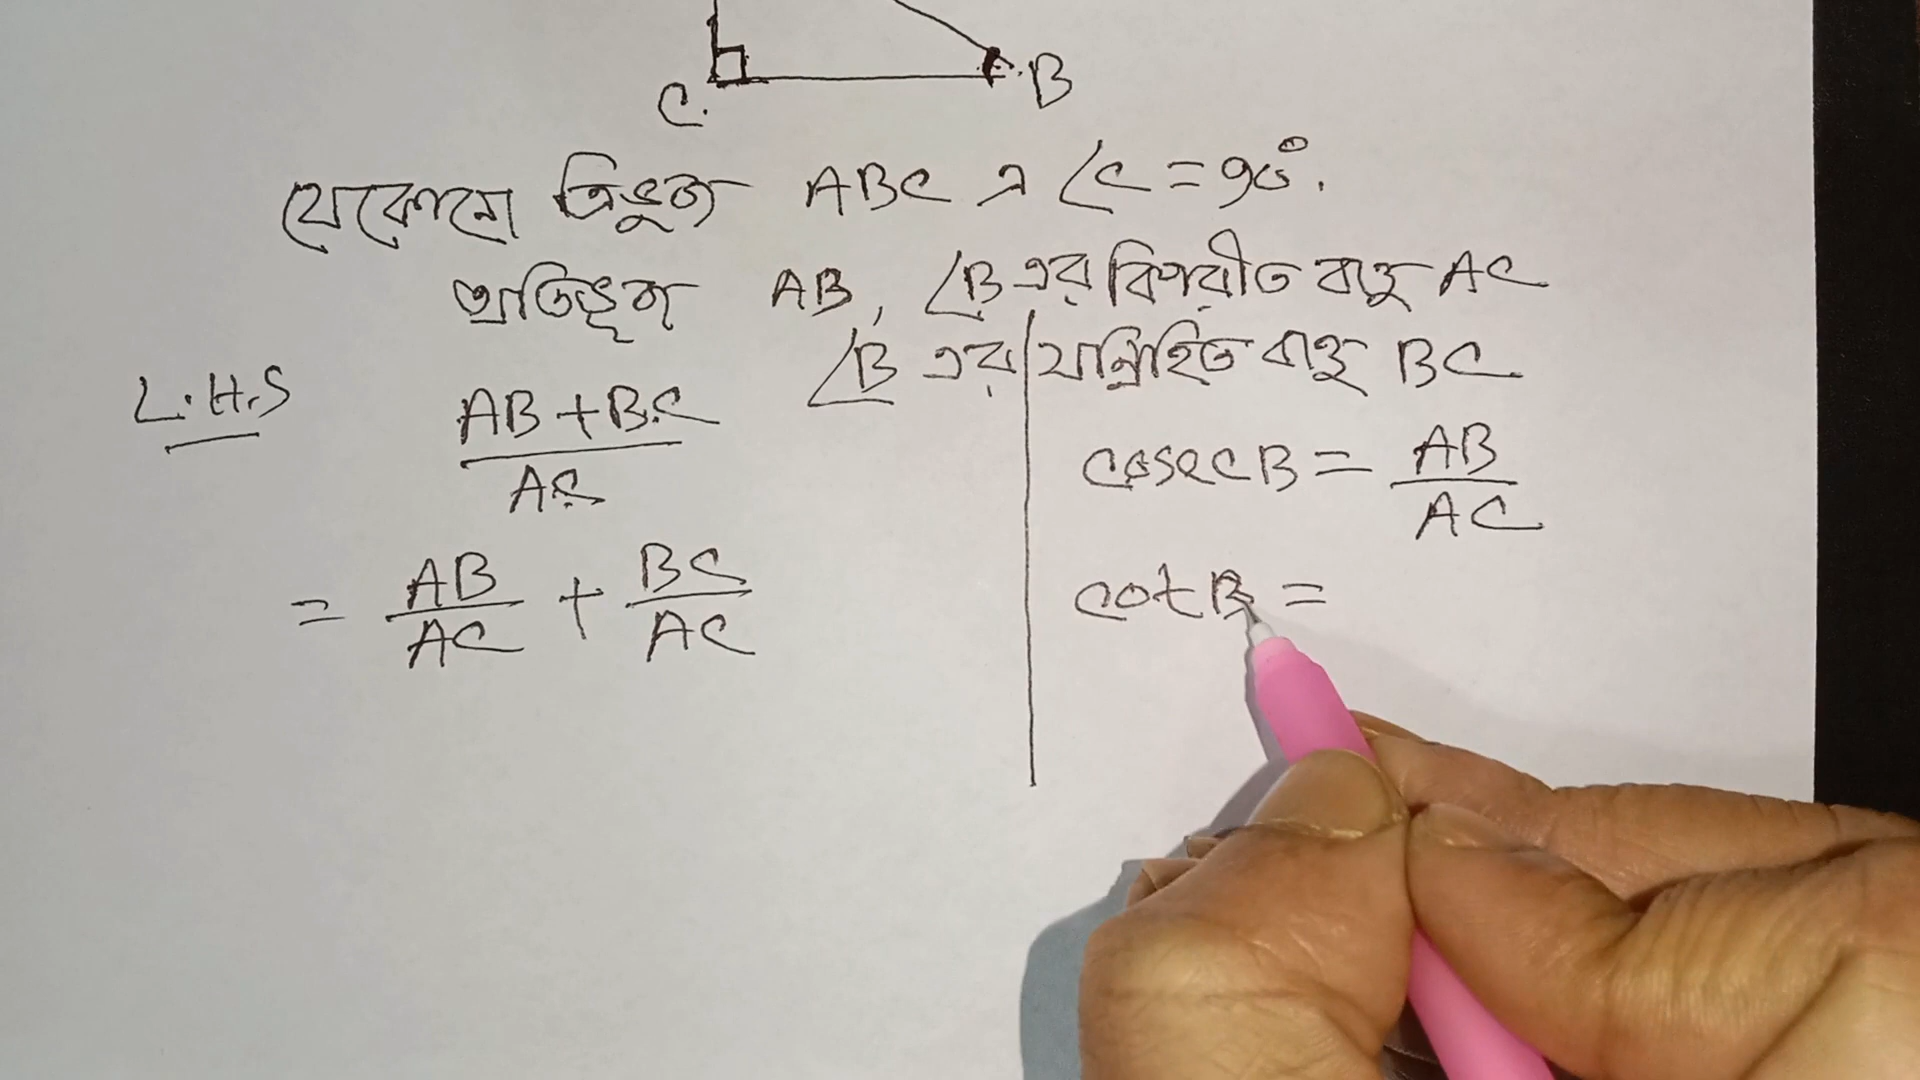 C.
B
যেকোনো ত্রিভুজ ABC এ ∠C = ৯০°.
অতিভুজ AB, ∠B এর বিপরীত বাহু AC
∠B এর সন্নিহিত বাহু BC
L.H.S
AB + BC
AC
= AB/AC + BC/AC
cosec B = AB/AC
cot B =